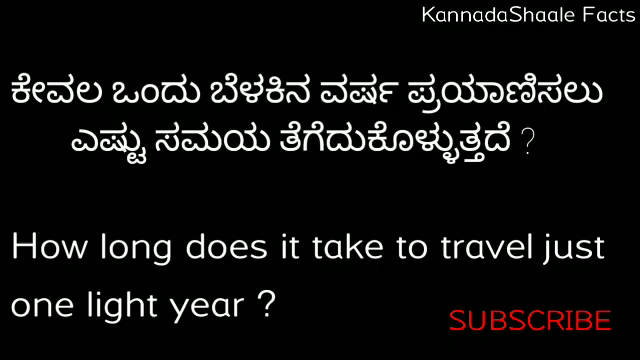 KannadaShaale Facts
ಕೇವಲ ಒಂದು ಬೆಳಕಿನ ವರ್ಷ ಪ್ರಯಾಣಿಸಲು
ಎಷ್ಟು ಸಮಯ ತೆಗೆದುಕೊಳ್ಳುತ್ತದೆ ?
How long does it take to travel just
one light year ?
SUBSCRIBE